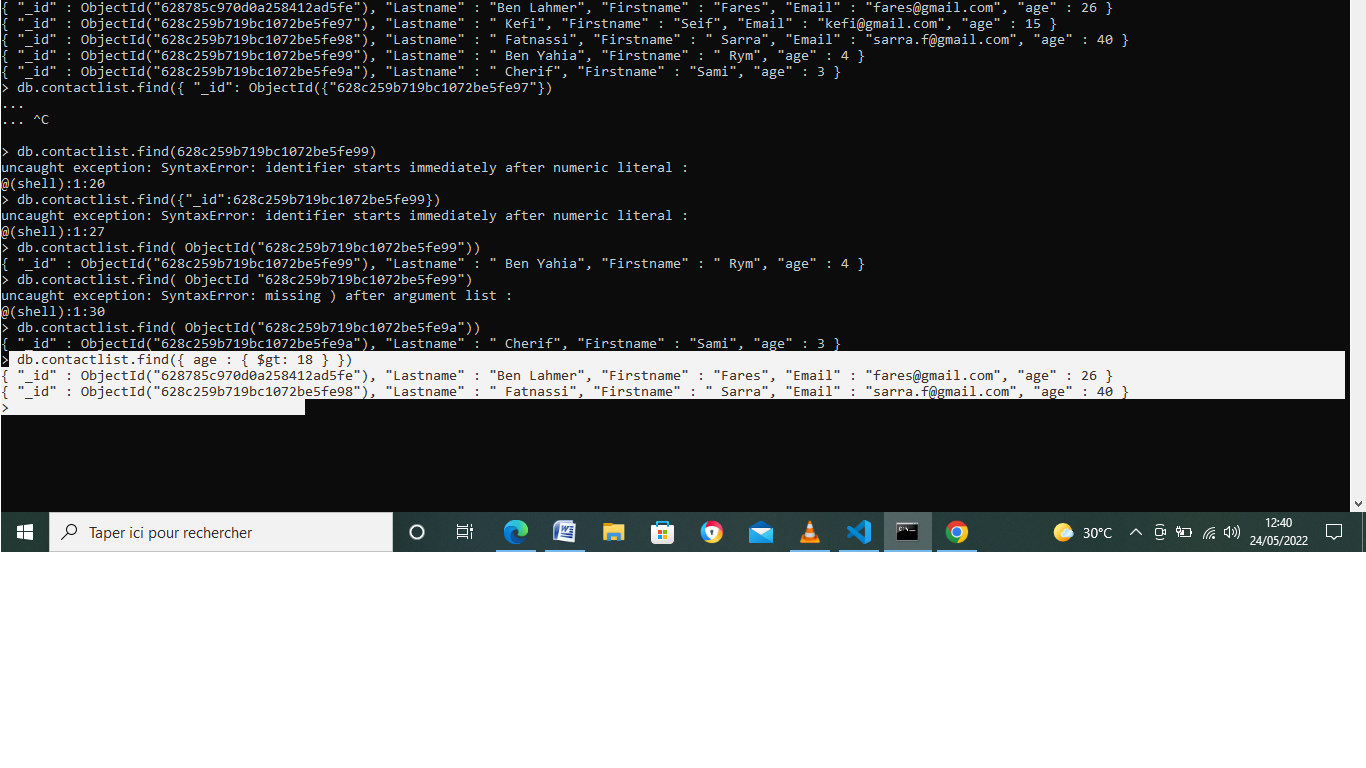 { "_id" : ObjectId("628785c970d0a258412ad5fe"), "Lastname" : "Ben Lahmer", "Firstname" : "Fares", "Email" : "fares@gmail.com", "age" : 26 }
{ "_id" : ObjectId("628c259b719bc1072be5fe97"), "Lastname" : " Kefi", "Firstname" : "Seif", "Email" : "kefi@gmail.com", "age" : 15 }
{ "_id" : ObjectId("628c259b719bc1072be5fe98"), "Lastname" : " Fatnassi", "Firstname" : " Sarra", "Email" : "sarra.f@gmail.com", "age" : 40 }
{ "_id" : ObjectId("628c259b719bc1072be5fe99"), "Lastname" : " Ben Yahia", "Firstname" : " Rym", "age" : 4 }
{ "_id" : ObjectId("628c259b719bc1072be5fe9a"), "Lastname" : " Cherif", "Firstname" : "Sami", "age" : 3 }
> db.contactlist.find({ "_id": ObjectId({"628c259b719bc1072be5fe97"})
...
... ^C
> db.contactlist.find(628c259b719bc1072be5fe99)
uncaught exception: SyntaxError: identifier starts immediately after numeric literal :
@(shell):1:20
> db.contactlist.find({"_id":628c259b719bc1072be5fe99})
uncaught exception: SyntaxError: identifier starts immediately after numeric literal :
@(shell):1:27
> db.contactlist.find( ObjectId("628c259b719bc1072be5fe99"))
{ "_id" : ObjectId("628c259b719bc1072be5fe99"), "Lastname" : " Ben Yahia", "Firstname" : " Rym", "age" : 4 }
> db.contactlist.find( ObjectId "628c259b719bc1072be5fe99")
uncaught exception: SyntaxError: missing ) after argument list :
@(shell):1:30
> db.contactlist.find( ObjectId("628c259b719bc1072be5fe9a"))
{ "_id" : ObjectId("628c259b719bc1072be5fe9a"), "Lastname" : " Cherif", "Firstname" : "Sami", "age" : 3 }
> db.contactlist.find({ age : { $gt: 18 } })
{ "_id" : ObjectId("628785c970d0a258412ad5fe"), "Lastname" : "Ben Lahmer", "Firstname" : "Fares", "Email" : "fares@gmail.com", "age" : 26 }
{ "_id" : ObjectId("628c259b719bc1072be5fe98"), "Lastname" : " Fatnassi", "Firstname" : " Sarra", "Email" : "sarra.f@gmail.com", "age" : 40 }
>
Taper ici pour rechercher
30°C
12:40
24/05/2022